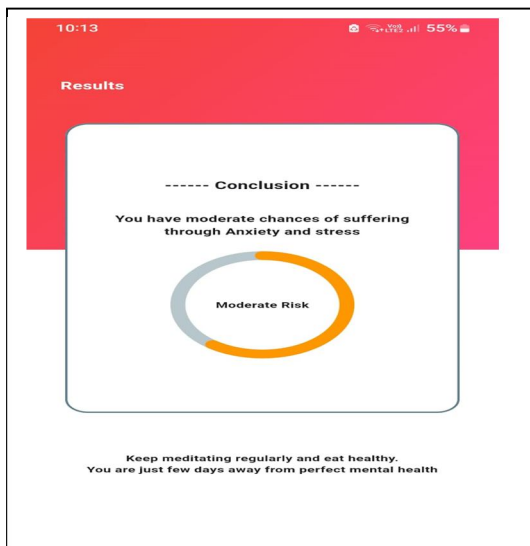 10:13
55%
Results
------ Conclusion ------
You have moderate chances of suffering
through Anxiety and stress
Moderate Risk
Keep meditating regularly and eat healthy.
You are just few days away from perfect mental health